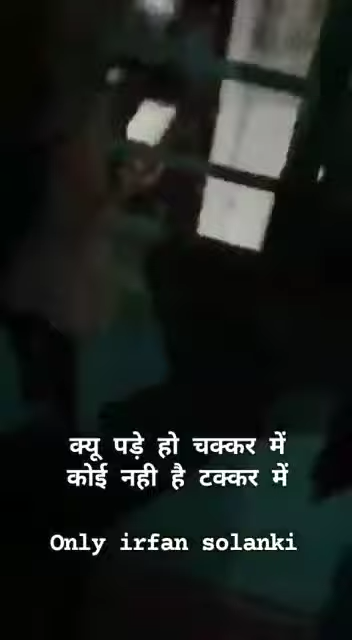 क्यू पड़े हो चक्कर में
कोई नही है टक्कर में
Only irfan solanki